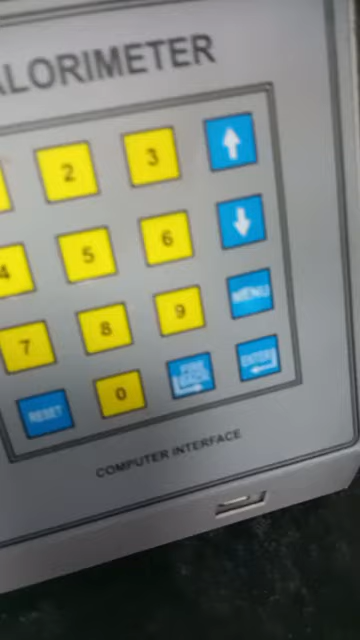 ALORIMETER
2 3
4 5 6
7 8 9 MENU
RESET 0 ENTER
COMPUTER INTERFACE